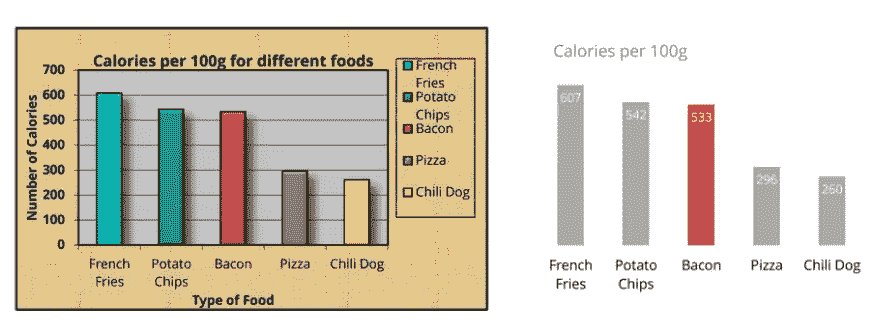 Calories per 100g for different foods
700
600
500
400
300
200
100
0
Number of Calories
French
Fries
Potato
Chips
Bacon
Pizza
Chili Dog
Type of Food
French
Fries
Potato
Chips
Bacon
Pizza
Chili Dog
Calories per 100g
607
542
533
296
260
French
Fries
Potato
Chips
Bacon
Pizza
Chili Dog